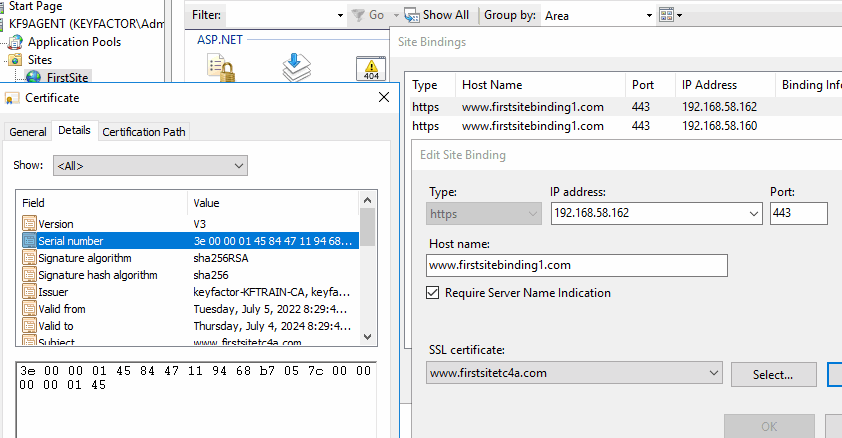 Start Page
KF9AGENT (KEYFACTOR\Adm
Application Pools
Sites
FirstSite
Filter:
Go
Show All
Group by:
Area
ASP.NET
404
Site Bindings
Type Host Name Port IP Address Binding Info
https www.firstsitebinding1.com 443 192.168.58.162
https www.firstsitebinding1.com 443 192.168.58.160
Certificate
General Details Certification Path
Show: <All>
Field Value
Version V3
Serial number 3e 00 00 01 45 84 47 11 94 68...
Signature algorithm sha256RSA
Signature hash algorithm sha256
Issuer keyfactor-KFTRAIN-CA, keyfa...
Valid from Tuesday, July 5, 2022 8:29:4...
Valid to Thursday, July 4, 2024 8:29:4...
Subject www.firstsitetc4a.com
3e 00 00 01 45 84 47 11 94 68 b7 05 7c 00 00
00 00 01 45
Edit Site Binding
Type: IP address: Port:
https 192.168.58.162 443
Host name:
www.firstsitebinding1.com
Require Server Name Indication
SSL certificate:
www.firstsitetc4a.com
Select...
OK